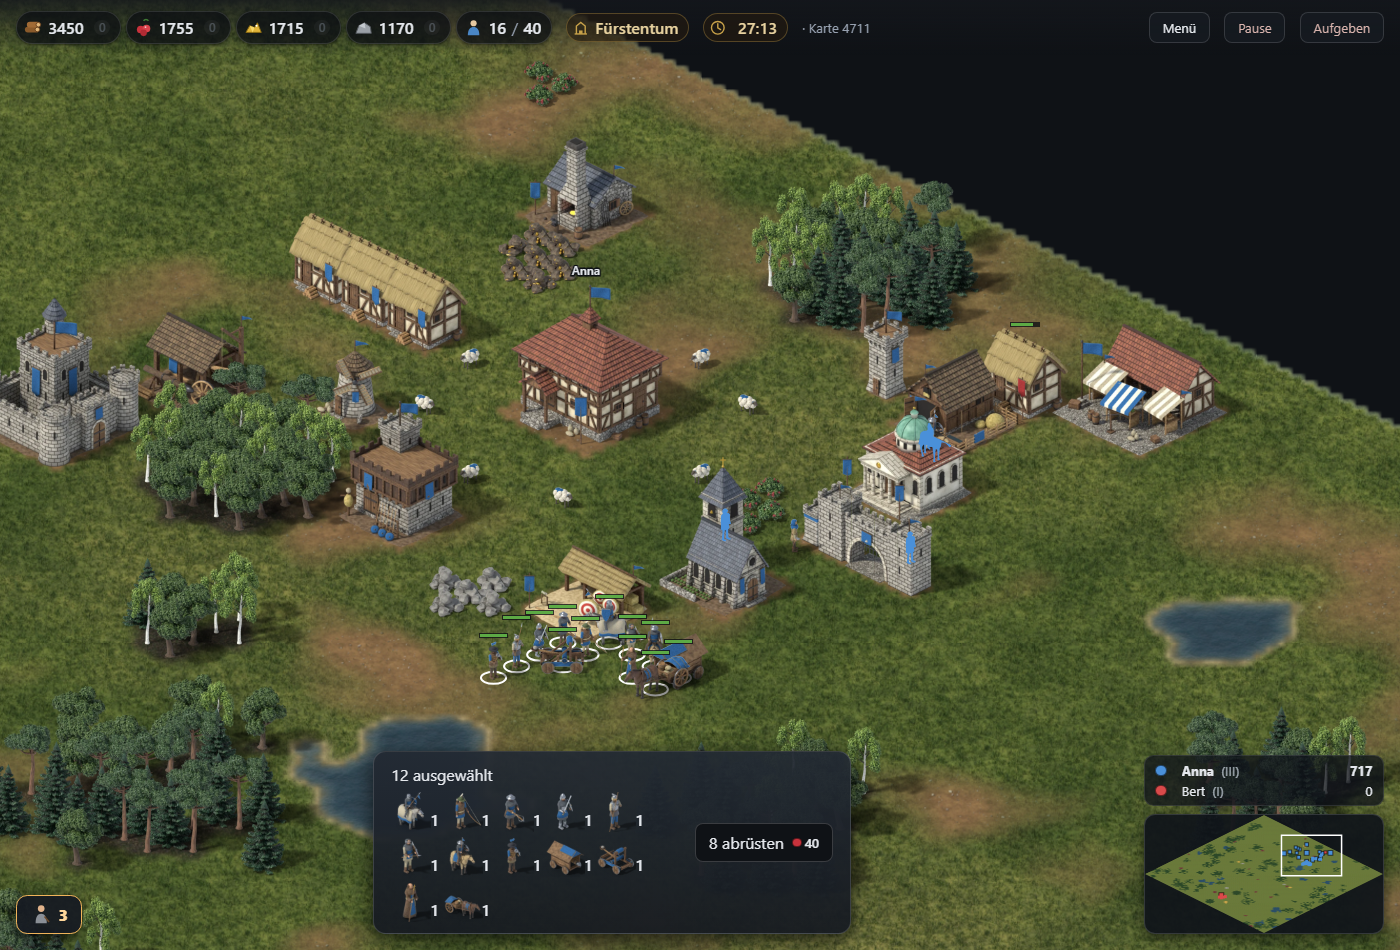 3450 0
1755 0
1715 0
1170 0
16 / 40
Fürstentum
27:13
· Karte 4711
Menü
Pause
Aufgeben
Anna
12 ausgewählt
1 1 1 1 1
1 1 1 1 1
1 1
8 abrüsten 40
Anna (III) 717
Bert (I) 0
3